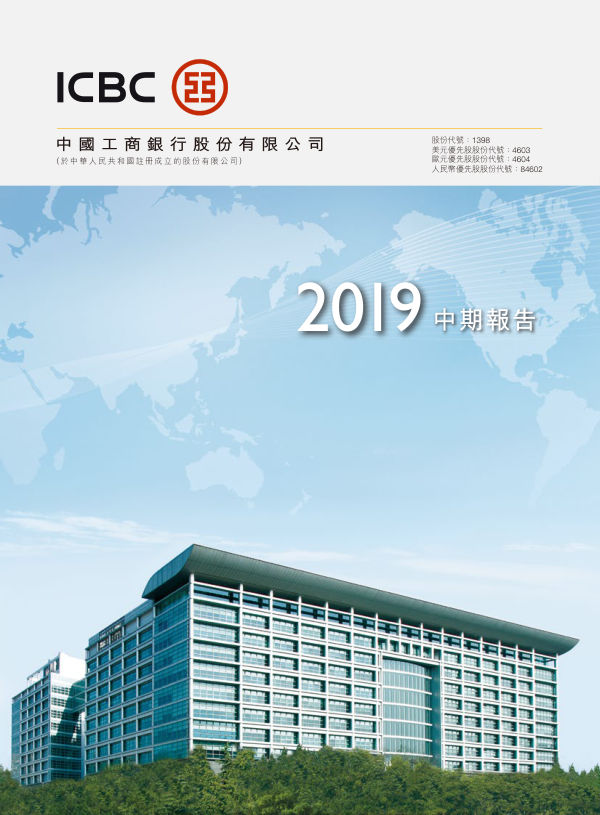 ICBC
中國工商銀行股份有限公司
(於中華人民共和國註冊成立的股份有限公司)
股份代號：1398
美元優先股股份代號：4603
歐元優先股股份代號：4604
人民幣優先股股份代號：84602
2019 中期報告